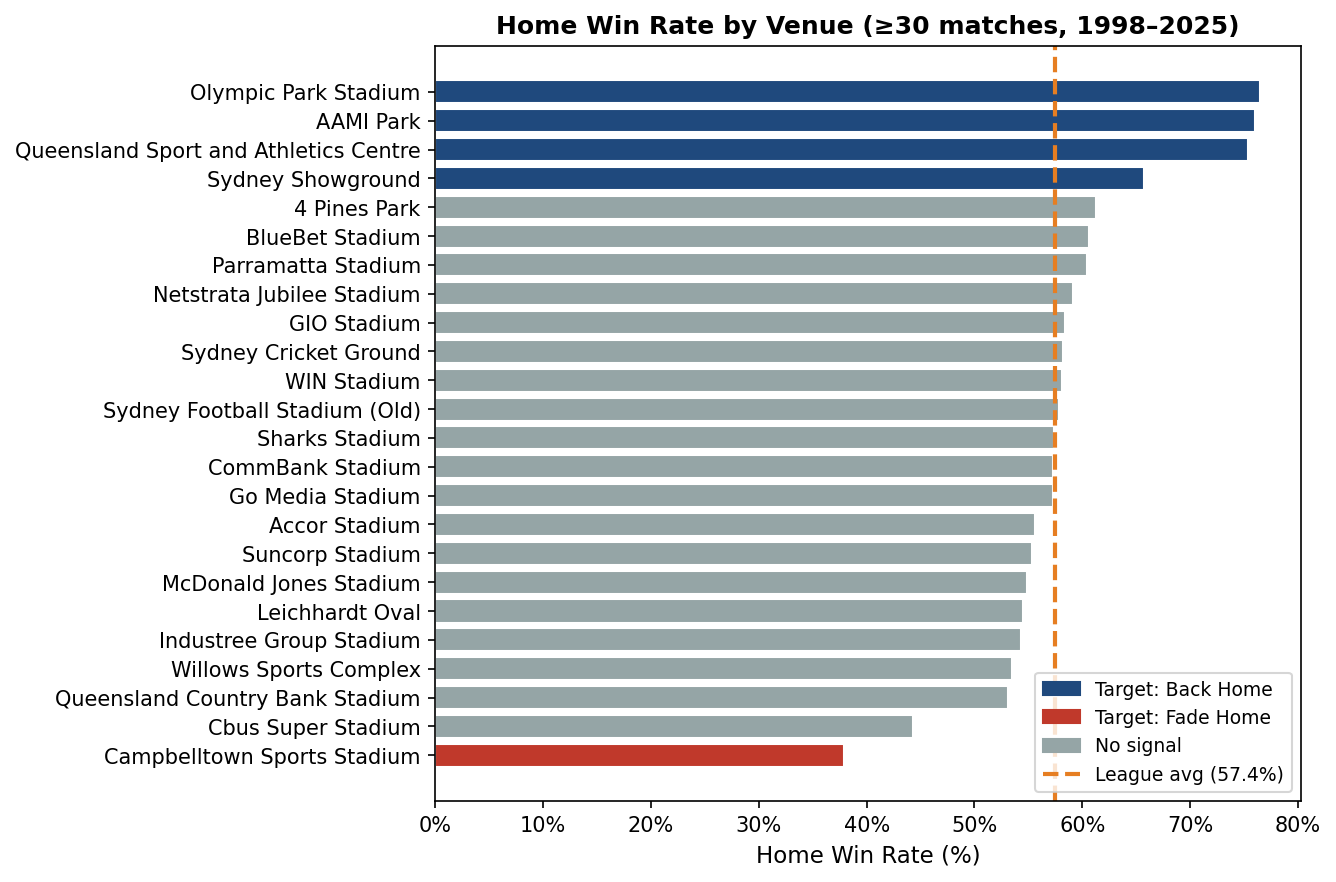 Home Win Rate by Venue (≥30 matches, 1998–2025)
Olympic Park Stadium
AAMI Park
Queensland Sport and Athletics Centre
Sydney Showground
4 Pines Park
BlueBet Stadium
Parramatta Stadium
Netstrata Jubilee Stadium
GIO Stadium
Sydney Cricket Ground
WIN Stadium
Sydney Football Stadium (Old)
Sharks Stadium
CommBank Stadium
Go Media Stadium
Accor Stadium
Suncorp Stadium
McDonald Jones Stadium
Leichhardt Oval
Industree Group Stadium
Willows Sports Complex
Queensland Country Bank Stadium
Cbus Super Stadium
Campbelltown Sports Stadium
Target: Back Home
Target: Fade Home
No signal
League avg (57.4%)
0% 10% 20% 30% 40% 50% 60% 70% 80%
Home Win Rate (%)